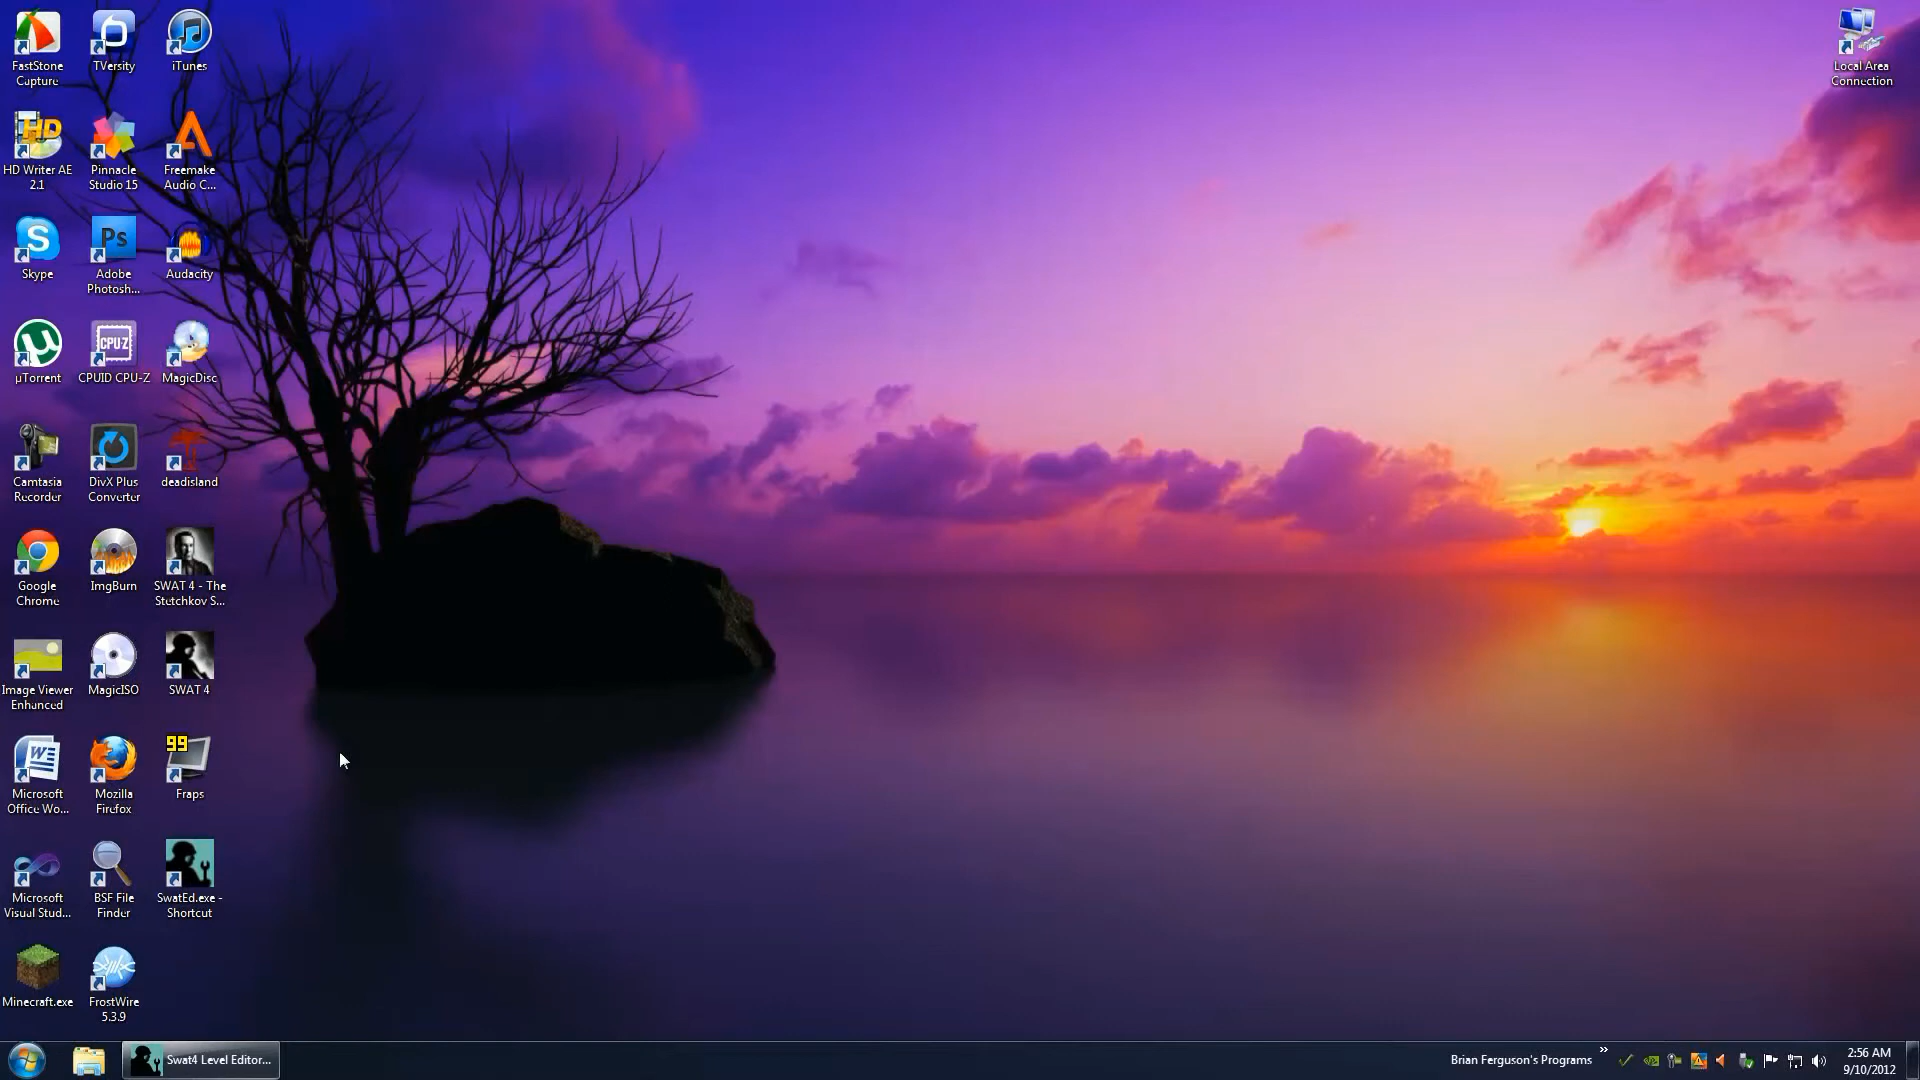 FastStone
Capture
TVersity
iTunes
HD
HD Writer AE
2.1
Pinnacle
Studio 15
Freemake
Audio C...
S
Skype
Ps
Adobe
Photosh...
Audacity
µ
µTorrent
CPU-Z
CPUID CPU-Z
MagicDisc
Camtasia
Recorder
DivX Plus
Converter
deadisland
Google
Chrome
ImgBurn
SWAT 4 - The
Stetchkov S...
Image Viewer
Enhanced
MagicISO
SWAT 4
W
Microsoft
Office Wo...
Mozilla
Firefox
99
Fraps
Microsoft
Visual Stud...
BSF File
Finder
SwatEd.exe -
Shortcut
Minecraft.exe
FrostWire
5.3.9
Local Area
Connection
Swat4 Level Editor...
Brian Ferguson's Programs
»
2:56 AM
9/10/2012